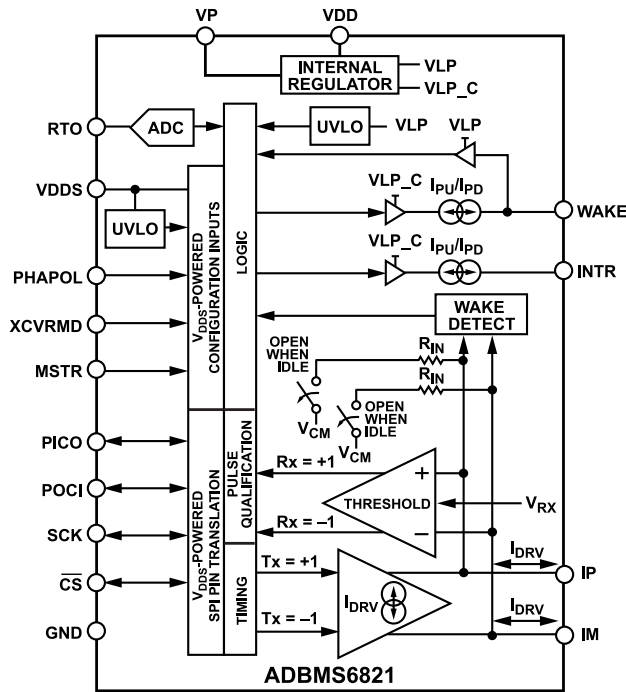 VP
VDD
INTERNAL
REGULATOR
VLP
VLP_C
RTO
ADC
UVLO
VLP
VLP
VDDS
UVLO
VLP_C
IPU/IPD
WAKE
LOGIC
VDDS-POWERED
CONFIGURATION INPUTS
VLP_C
IPU/IPD
INTR
PHAPOL
XCVRMD
MSTR
WAKE
DETECT
OPEN
WHEN
IDLE
RIN
RIN
VCM
OPEN
WHEN
IDLE
VCM
PICO
POCI
SCK
CS
GND
VDDS-POWERED
SPI PIN TRANSLATION
PULSE
QUALIFICATION
TIMING
Rx = +1
Rx = –1
+
THRESHOLD
–
VRX
Tx = +1
Tx = –1
IDRV
IDRV
IP
IDRV
IM
ADBMS6821